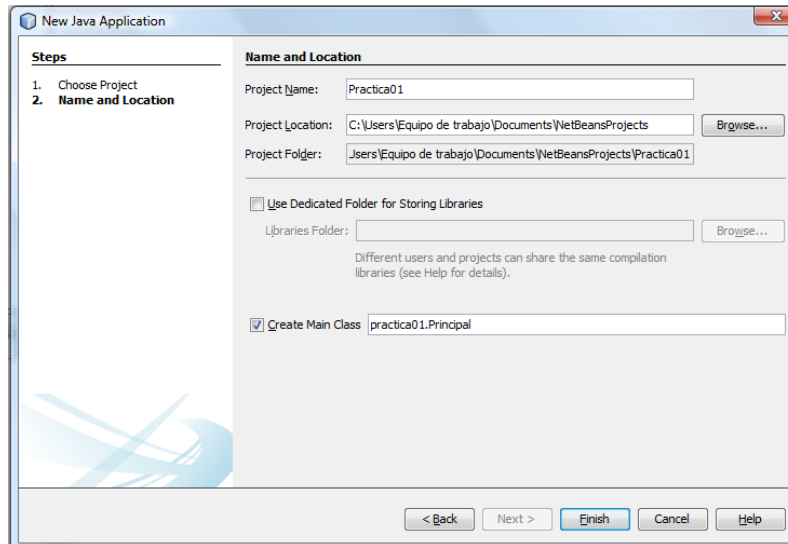 New Java Application
Steps
1. Choose Project
2. Name and Location
Name and Location
Project Name: Practica01
Project Location: C:\Users\Equipo de trabajo\Documents\NetBeansProjects Browse...
Project Folder: Jsers\Equipo de trabajo\Documents\NetBeansProjects\Practica01
Use Dedicated Folder for Storing Libraries
Libraries Folder: Browse...
Different users and projects can share the same compilation
libraries (see Help for details).
Create Main Class practica01.Principal
< Back Next > Finish Cancel Help